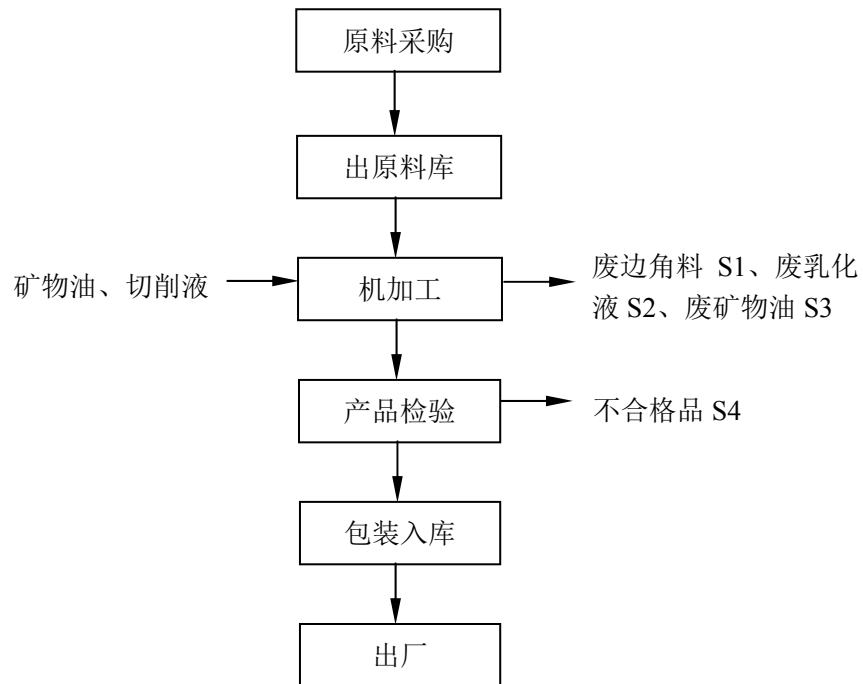 原料采购
出原料库
矿物油、切削液
机加工
废边角料 S1、废乳化
液 S2、废矿物油 S3
产品检验
不合格品 S4
包装入库
出厂